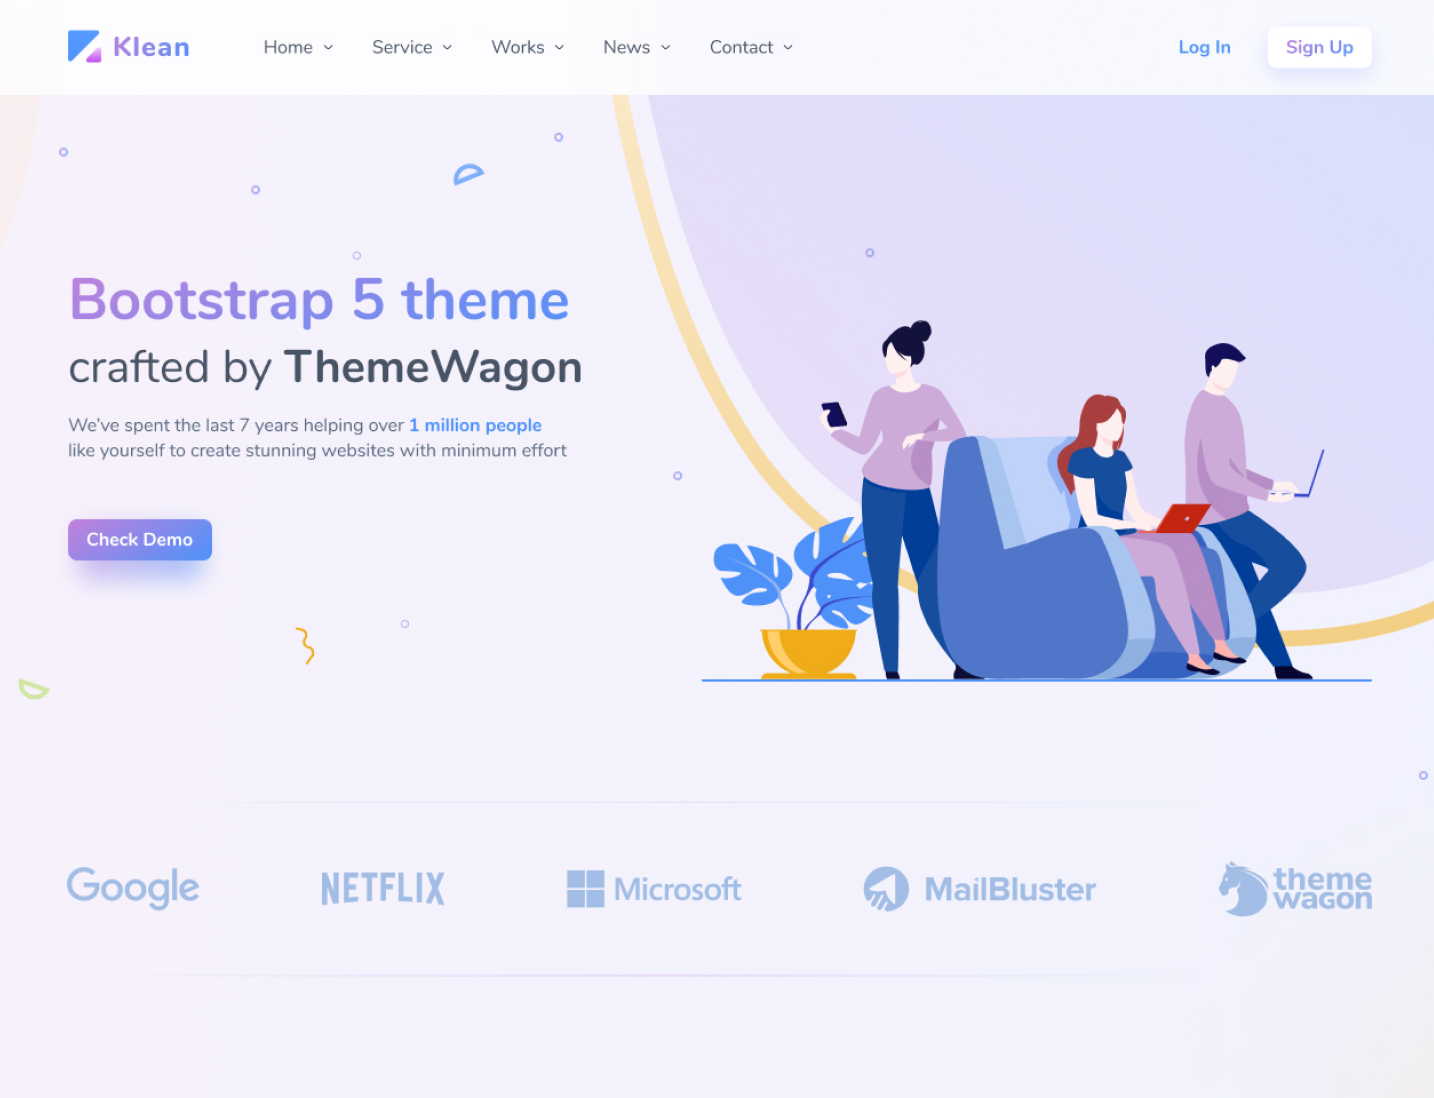 Klean
Home
Service
Works
News
Contact
Log In
Sign Up
Bootstrap 5 theme
crafted by ThemeWagon
We've spent the last 7 years helping over 1 million people
like yourself to create stunning websites with minimum effort
Check Demo
Google
NETFLIX
Microsoft
MailBluster
theme
wagon